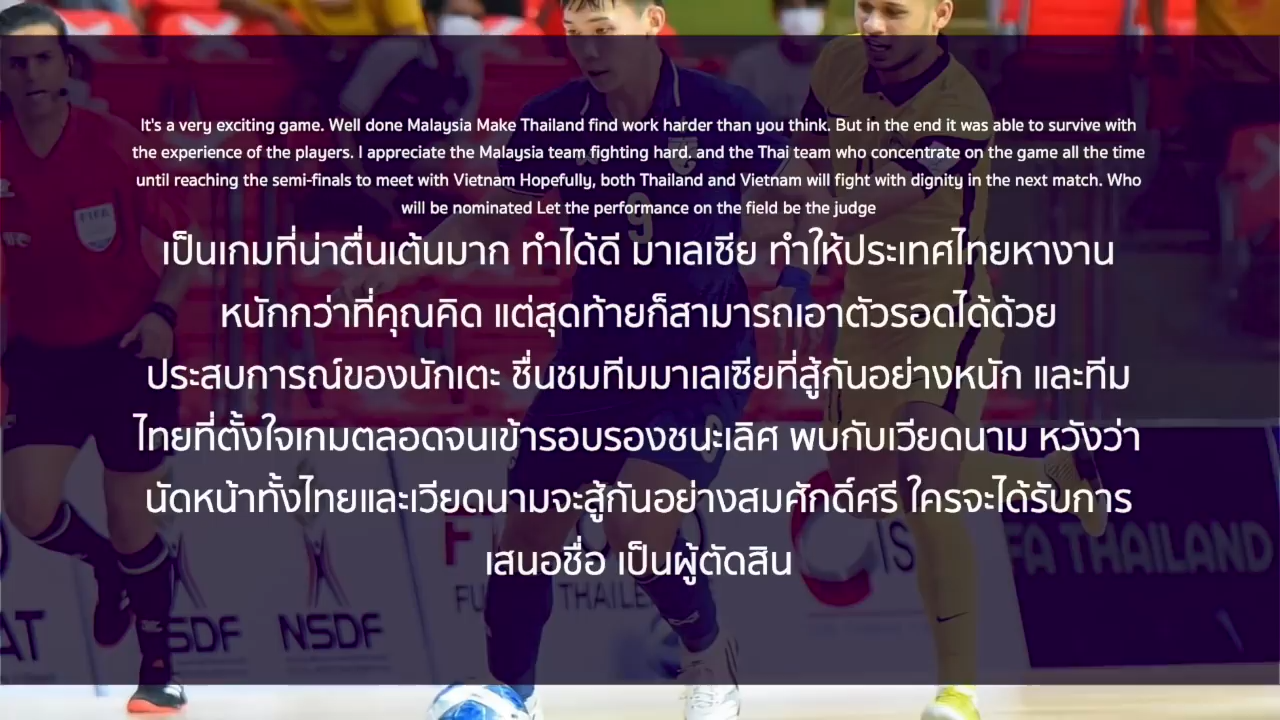 It's a very exciting game. Well done Malaysia Make Thailand find work harder than you think. But in the end it was able to survive with
the experience of the players. I appreciate the Malaysia team fighting hard. and the Thai team who concentrate on the game all the time
until reaching the semi-finals to meet with Vietnam Hopefully, both Thailand and Vietnam will fight with dignity in the next match. Who
will be nominated Let the performance on the field be the judge
เป็นเกมที่น่าตื่นเต้นมาก ทำได้ดี มาเลเซีย ทำให้ประเทศไทยหางาน
หนักกว่าที่คุณคิด แต่สุดท้ายก็สามารถเอาตัวรอดได้ด้วย
ประสบการณ์ของนักเตะ ชื่นชมทีมมาเลเซียที่สู้กันอย่างหนัก และทีม
ไทยที่ตั้งใจเกมตลอดจนเข้ารอบรองชนะเลิศ พบกับเวียดนาม หวังว่า
นัดหน้าทั้งไทยและเวียดนามจะสู้กันอย่างสมศักดิ์ศรี ใครจะได้รับการ
เสนอชื่อ เป็นผู้ตัดสิน
FIFA
9
NSDF
FA THAILAND